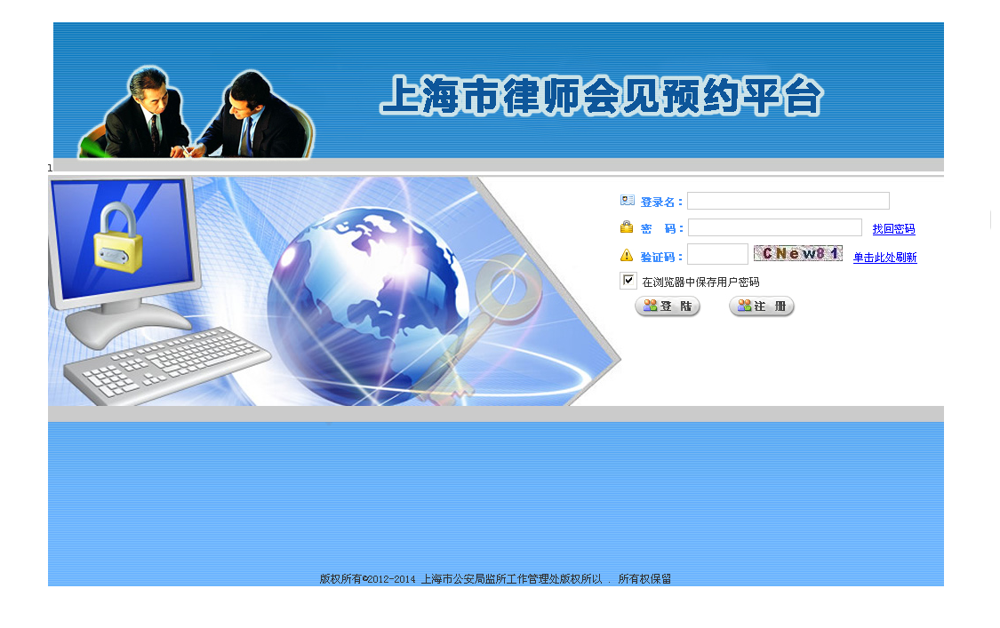 上海市律师会见预约平台
1
登录名：
密 码： 找回密码
验证码： CNew81 单击此处刷新
在浏览器中保存用户密码
登 陆 注 册
版权所有©2012-2014 上海市公安局监所工作管理处版权所以 . 所有权保留